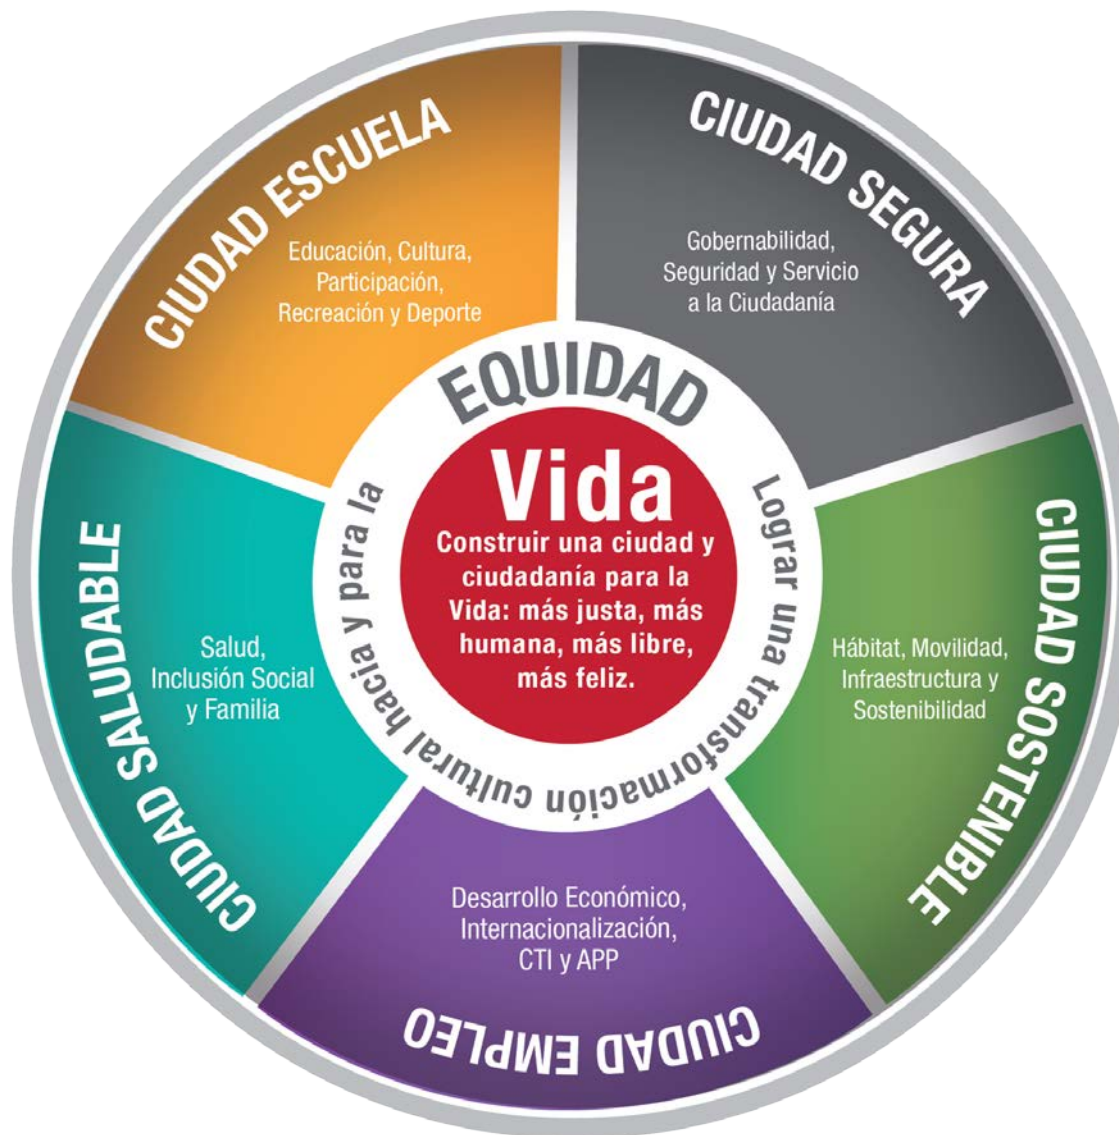 CIUDAD ESCUELA
Educación, Cultura,
Participación,
Recreación y Deporte
CIUDAD SEGURA
Gobernabilidad,
Seguridad y Servicio
a la Ciudadanía
CIUDAD SOSTENIBLE
Hábitat, Movilidad,
Infraestructura y
Sostenibilidad
CIUDAD EMPLEO
Desarrollo Económico,
Internacionalización,
CTI y APP
CIUDAD SALUDABLE
Salud,
Inclusión Social
y Familia
Lograr una transformación cultural hacia y para la
EQUIDAD
Vida
Construir una ciudad y
ciudadanía para la
Vida: más justa, más
humana, más libre,
más feliz.